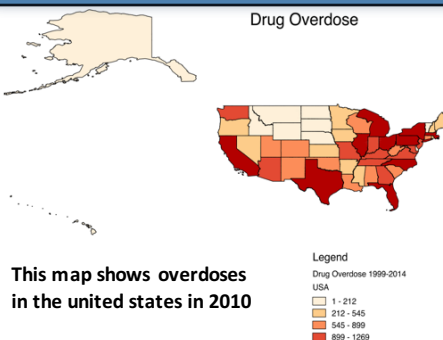 Drug Overdose
This map shows overdoses
in the united states in 2010
Legend
Drug Overdose 1999-2014
USA
1 - 212
212 - 545
545 - 899
899 - 1269